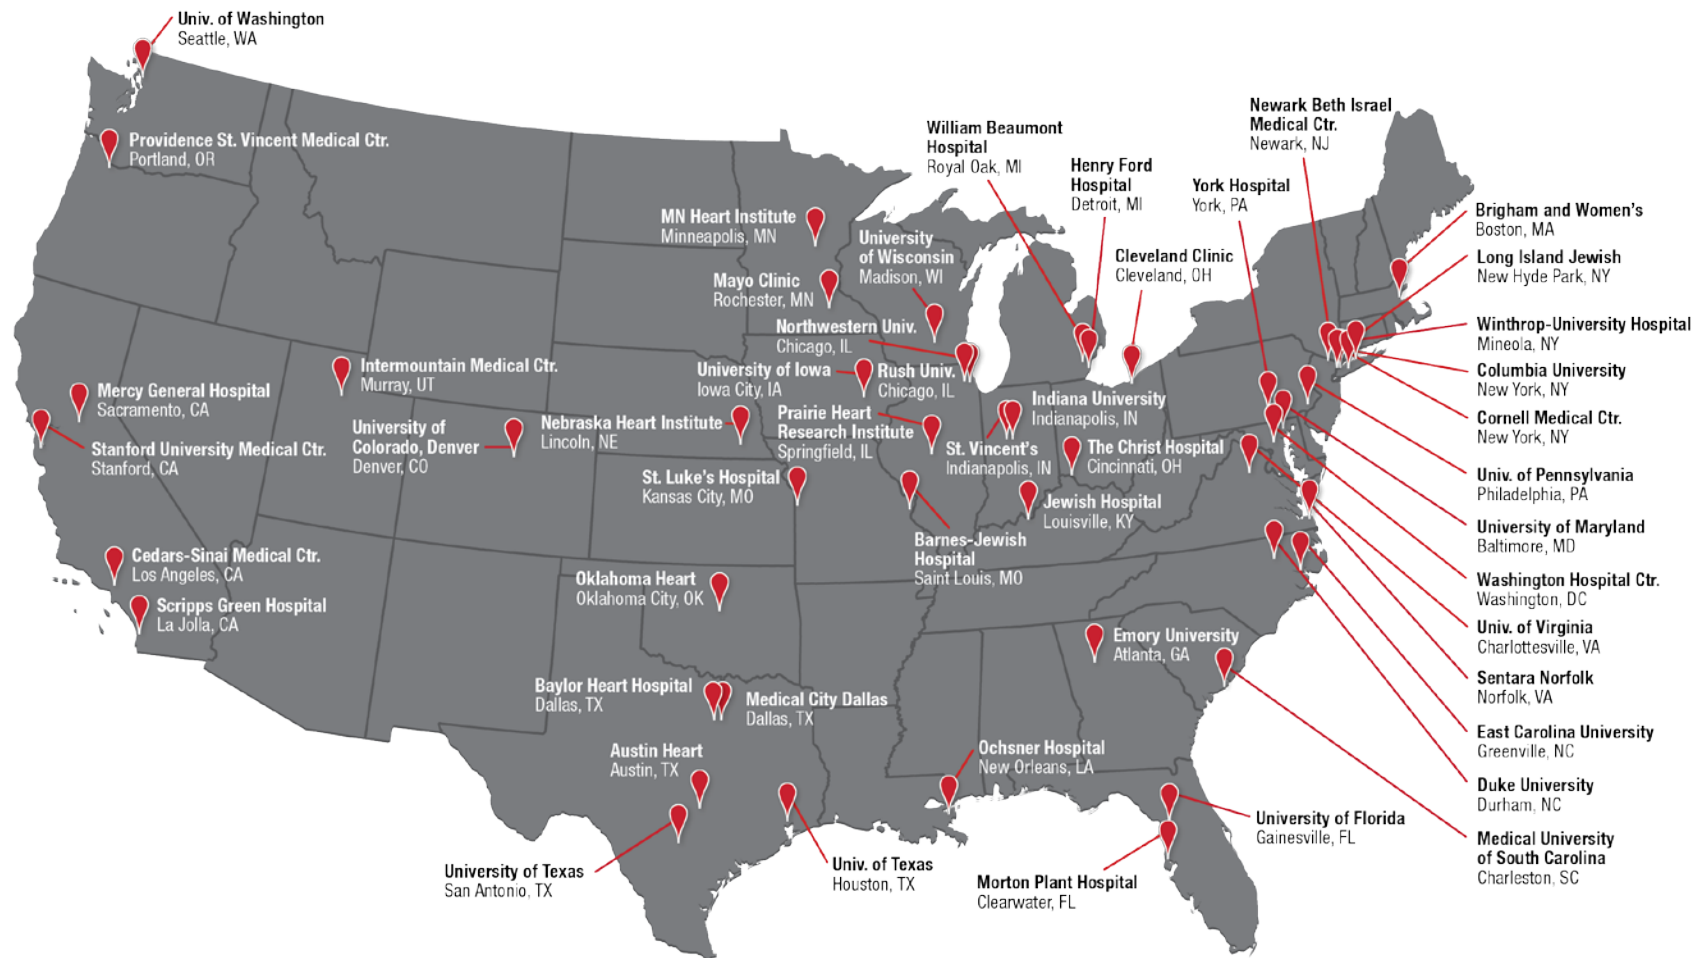 Univ. of Washington
Seattle, WA
Providence St. Vincent Medical Ctr.
Portland, OR
MN Heart Institute
Minneapolis, MN
Mayo Clinic
Rochester, MN
University
of Wisconsin
Madison, WI
William Beaumont
Hospital
Royal Oak, MI
Henry Ford
Hospital
Detroit, MI
Cleveland Clinic
Cleveland, OH
York Hospital
York, PA
Newark Beth Israel
Medical Ctr.
Newark, NJ
Brigham and Women's
Boston, MA
Long Island Jewish
New Hyde Park, NY
Winthrop-University Hospital
Mineola, NY
Columbia University
New York, NY
Cornell Medical Ctr.
New York, NY
Univ. of Pennsylvania
Philadelphia, PA
University of Maryland
Baltimore, MD
Washington Hospital Ctr.
Washington, DC
Univ. of Virginia
Charlottesville, VA
Sentara Norfolk
Norfolk, VA
East Carolina University
Greenville, NC
Duke University
Durham, NC
Medical University
of South Carolina
Charleston, SC
Northwestern Univ.
Chicago, IL
University of Iowa
Iowa City, IA
Rush Univ.
Chicago, IL
Intermountain Medical Ctr.
Murray, UT
Mercy General Hospital
Sacramento, CA
Stanford University Medical Ctr.
Stanford, CA
University of
Colorado, Denver
Denver, CO
Nebraska Heart Institute
Lincoln, NE
Prairie Heart
Research Institute
Springfield, IL
Indiana University
Indianapolis, IN
St. Vincent's
Indianapolis, IN
The Christ Hospital
Cincinnati, OH
St. Luke's Hospital
Kansas City, MO
Jewish Hospital
Louisville, KY
Barnes-Jewish
Hospital
Saint Louis, MO
Cedars-Sinai Medical Ctr.
Los Angeles, CA
Scripps Green Hospital
La Jolla, CA
Oklahoma Heart
Oklahoma City, OK
Emory University
Atlanta, GA
Baylor Heart Hospital
Dallas, TX
Medical City Dallas
Dallas, TX
Austin Heart
Austin, TX
Ochsner Hospital
New Orleans, LA
University of Florida
Gainesville, FL
University of Texas
San Antonio, TX
Univ. of Texas
Houston, TX
Morton Plant Hospital
Clearwater, FL